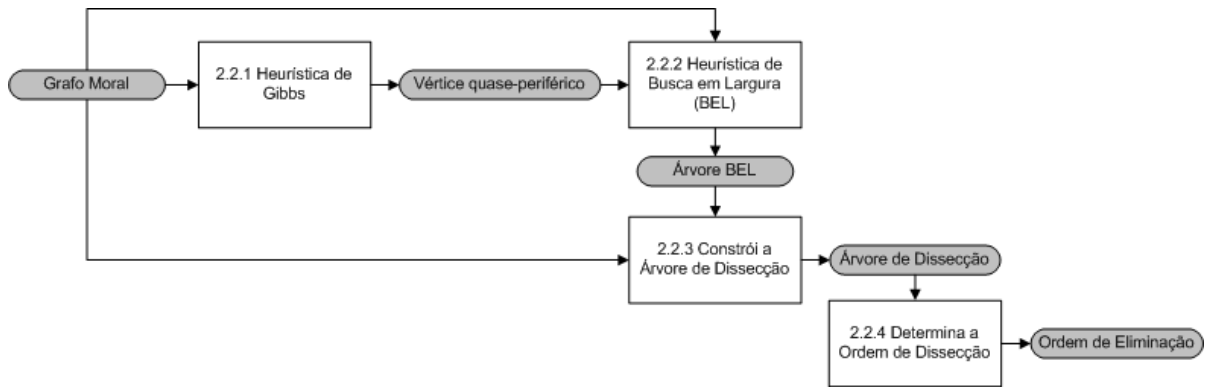 Grafo Moral
2.2.1 Heurística de
Gibbs
Vértice quase-periférico
2.2.2 Heurística de
Busca em Largura
(BEL)
Árvore BEL
2.2.3 Constrói a
Árvore de Dissecção
Árvore de Dissecção
2.2.4 Determina a
Ordem de Dissecção
Ordem de Eliminação